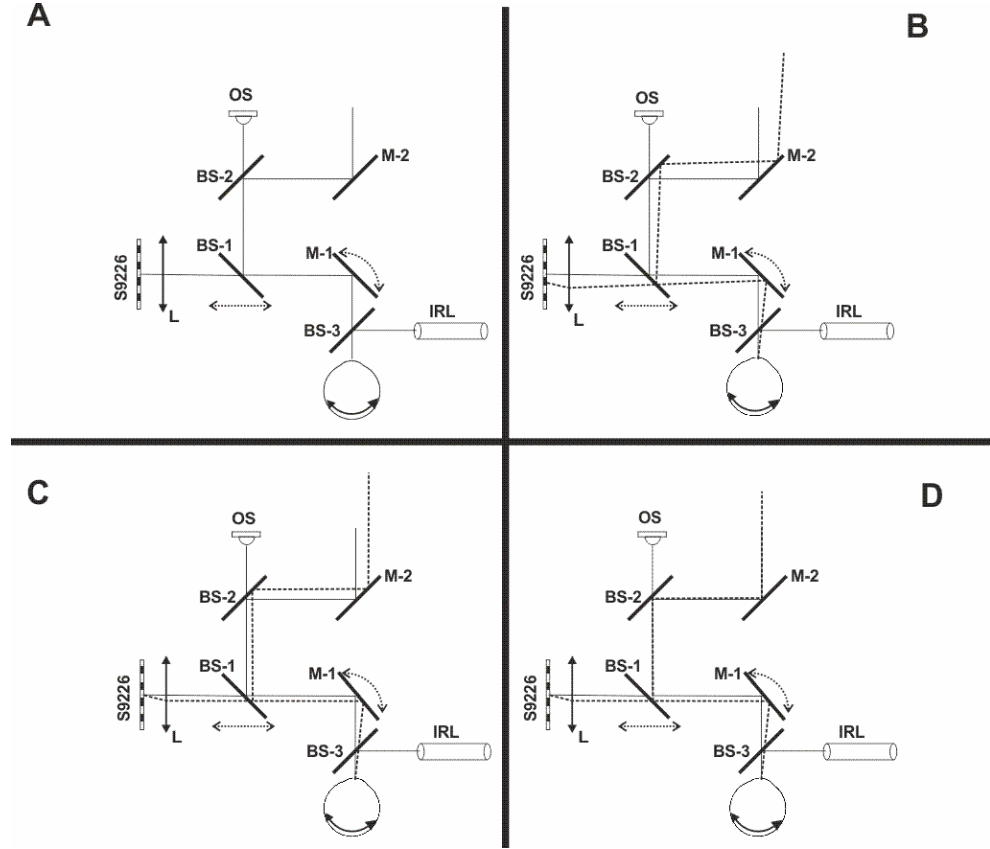 A
OS
M-2
BS-2
BS-1
M-1
S9226
L
BS-3
IRL
B
OS
M-2
BS-2
BS-1
M-1
S9226
L
BS-3
IRL
C
OS
M-2
BS-2
BS-1
M-1
S9226
L
BS-3
IRL
D
OS
M-2
BS-2
BS-1
M-1
S9226
L
BS-3
IRL